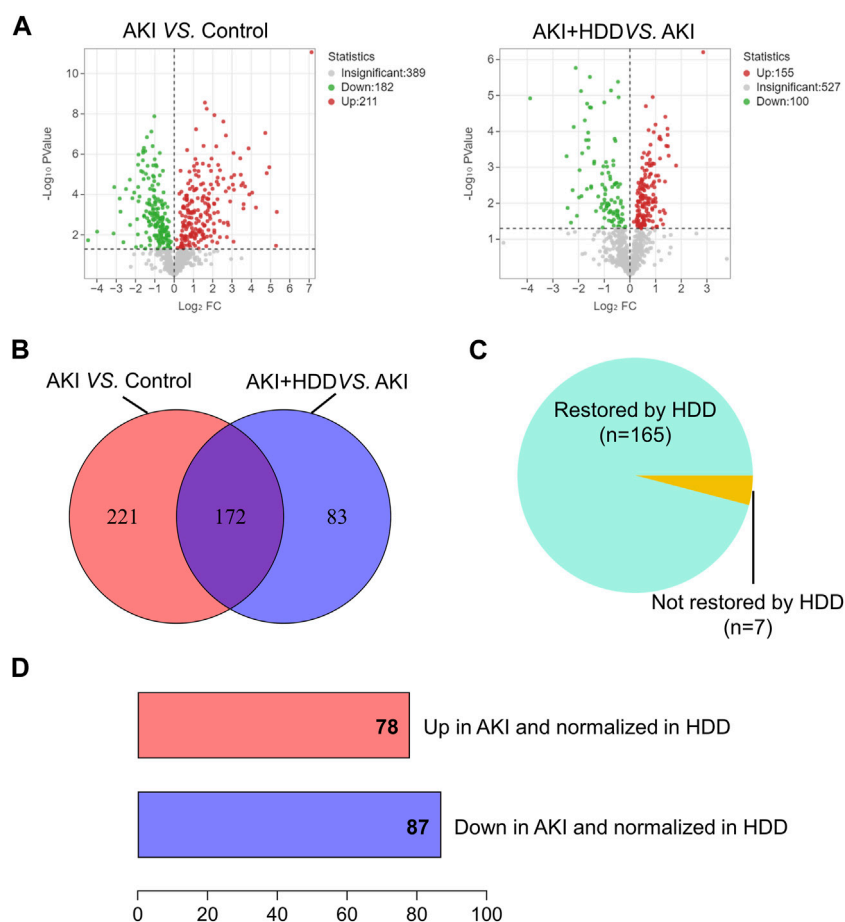 A
AKI VS. Control
AKI+HDDVS. AKI
Statistics
Insignificant:389
Down:182
Up:211
Statistics
Up:155
Insignificant:527
Down:100
-Log₁₀ PValue
10
8
6
4
2
−4 −3 −2 −1 0 1 2 3 4 5 6 7
Log₂ FC
-Log₁₀ PValue
6
5
4
3
2
1
−4 −3 −2 −1 0 1 2 3
Log₂ FC
B
AKI VS. Control
AKI+HDDVS. AKI
221
172
83
C
Restored by HDD
(n=165)
Not restored by HDD
(n=7)
D
78 Up in AKI and normalized in HDD
87 Down in AKI and normalized in HDD
0 20 40 60 80 100